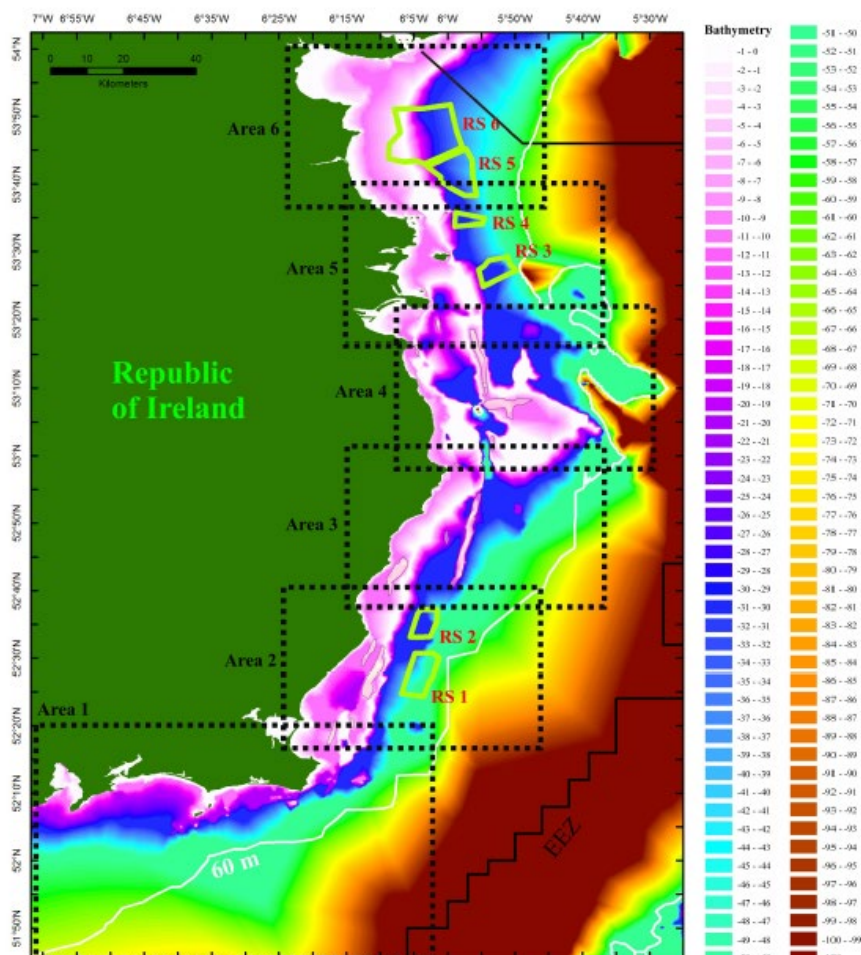 7°W 6°55'W 6°25'W 6°15'W 6°5'W 6°W 5°50'W 5°40'W 5°30'W
54°N
53°50'N
53°40'N
53°30'N
53°20'N
53°10'N
53°N
52°50'N
52°40'N
52°30'N
52°20'N
52°10'N
52°N
51°50'N
0 10 20 40
Kilometers
Area 6
Area 5
Area 4
Area 3
Area 2
Area 1
RS 6
RS 5
RS 4
RS 3
RS 2
RS 1
Republic
of Ireland
60 m
EEZ
Bathymetry
-1 - 0
-2 - -1
-3 - -2
-4 - -3
-5 - -4
-6 - -5
-7 - -6
-8 - -7
-9 - -8
-10 - -9
-11 - -10
-12 - -11
-13 - -12
-14 - -13
-15 - -14
-16 - -15
-17 - -16
-18 - -17
-19 - -18
-20 - -19
-21 - -20
-22 - -21
-23 - -22
-24 - -23
-25 - -24
-26 - -25
-27 - -26
-28 - -27
-29 - -28
-30 - -29
-31 - -30
-32 - -31
-33 - -32
-34 - -33
-35 - -34
-36 - -35
-37 - -36
-38 - -37
-39 - -38
-40 - -39
-41 - -40
-42 - -41
-43 - -42
-44 - -43
-45 - -44
-46 - -45
-47 - -46
-48 - -47
-49 - -48
-51 - -50
-52 - -51
-53 - -52
-54 - -53
-55 - -54
-56 - -55
-57 - -56
-58 - -57
-59 - -58
-60 - -59
-61 - -60
-62 - -61
-63 - -62
-64 - -63
-65 - -64
-66 - -65
-67 - -66
-68 - -67
-69 - -68
-70 - -69
-71 - -70
-72 - -71
-73 - -72
-74 - -73
-75 - -74
-76 - -75
-77 - -76
-78 - -77
-79 - -78
-80 - -79
-81 - -80
-82 - -81
-83 - -82
-84 - -83
-85 - -84
-86 - -85
-87 - -86
-88 - -87
-89 - -88
-90 - -89
-91 - -90
-92 - -91
-93 - -92
-94 - -93
-95 - -94
-96 - -95
-97 - -96
-98 - -97
-99 - -98
-100 - -99